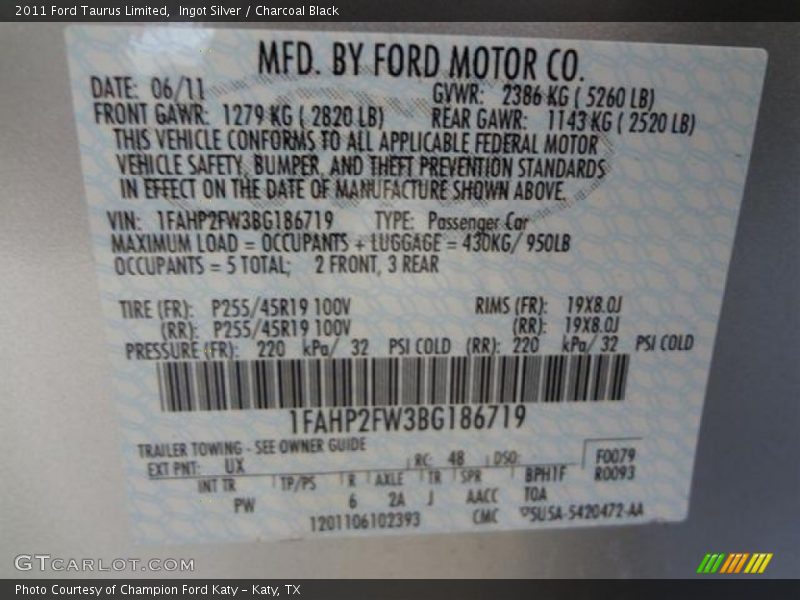 2011 Ford Taurus Limited,  Ingot Silver / Charcoal Black
MFD. BY FORD MOTOR CO.
DATE: 06/11 GVWR: 2386 KG ( 5260 LB)
FRONT GAWR: 1279 KG ( 2820 LB) REAR GAWR: 1143 KG ( 2520 LB)
THIS VEHICLE CONFORMS TO ALL APPLICABLE FEDERAL MOTOR
VEHICLE SAFETY, BUMPER, AND THEFT PREVENTION STANDARDS
IN EFFECT ON THE DATE OF MANUFACTURE SHOWN ABOVE.
VIN: 1FAHP2FW3BG186719 TYPE: Passenger Car
MAXIMUM LOAD = OCCUPANTS + LUGGAGE = 430KG/ 950LB
OCCUPANTS = 5 TOTAL; 2 FRONT, 3 REAR
TIRE (FR): P255/45R19 100V RIMS (FR): 19X8.0J
(RR): P255/45R19 100V (RR): 19X8.0J
PRESSURE (FR): 220 kPa/ 32 PSI COLD (RR): 220 kPa/ 32 PSI COLD
1FAHP2FW3BG186719
TRAILER TOWING - SEE OWNER GUIDE
EXT PNT: UX RC: 48 DSO: F0079
INT TR TP/PS R AXLE TR SPR BPH1F R0093
PW 6 2A J AACC TOA
1201106102393 CMC 5U5A-5420472-AA
GTCARLOT.COM
Photo Courtesy of Champion Ford Katy – Katy, TX